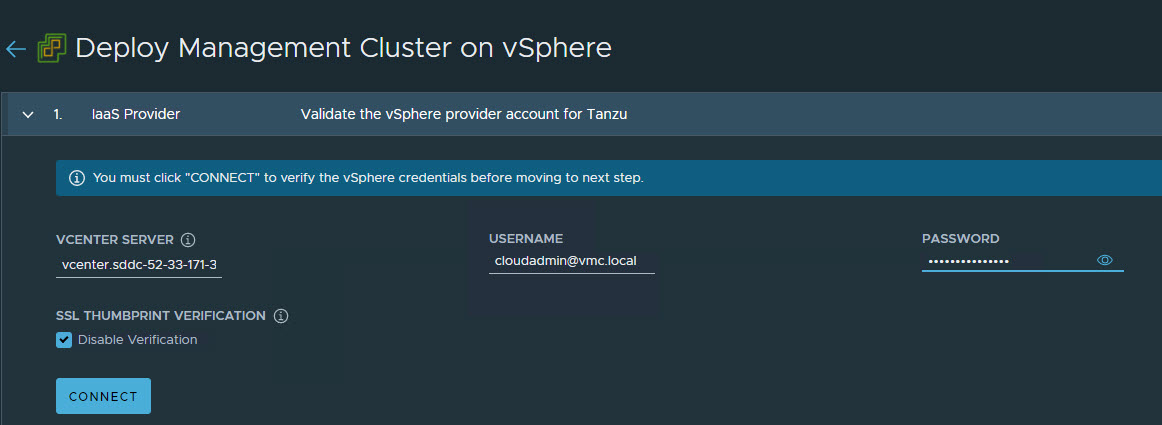 Deploy Management Cluster on vSphere
1. IaaS Provider Validate the vSphere provider account for Tanzu
You must click "CONNECT" to verify the vSphere credentials before moving to next step.
VCENTER SERVER USERNAME PASSWORD
vcenter.sddc-52-33-171-3 cloudadmin@vmc.local •••••••••••••••
SSL THUMBPRINT VERIFICATION
Disable Verification
CONNECT